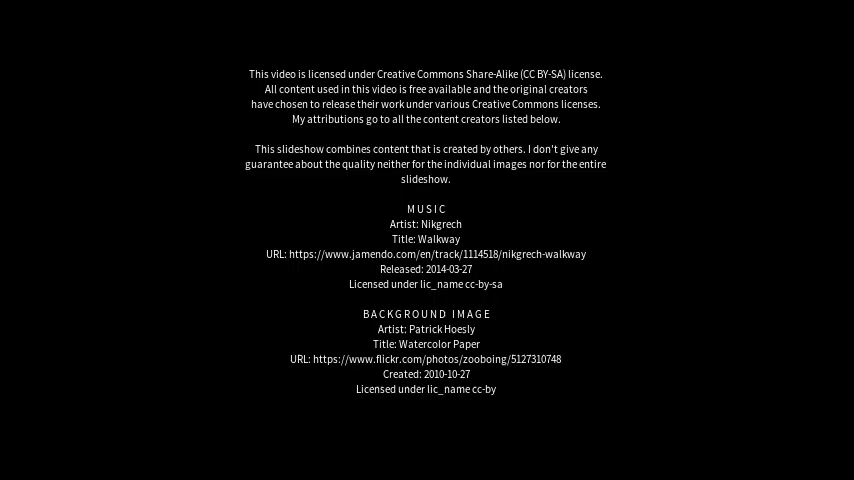 This video is licensed under Creative Commons Share-Alike (CC BY-SA) license.
All content used in this video is free available and the original creators
have chosen to release their work under various Creative Commons licenses.
My attributions go to all the content creators listed below.
This slideshow combines content that is created by others. I don't give any
guarantee about the quality neither for the individual images nor for the entire
slideshow.
MUSIC
Artist: Nikgrech
Title: Walkway
URL: https://www.jamendo.com/en/track/1114518/nikgrech-walkway
Released: 2014-03-27
Licensed under lic_name cc-by-sa
BACKGROUND IMAGE
Artist: Patrick Hoesly
Title: Watercolor Paper
URL: https://www.flickr.com/photos/zooboing/5127310748
Created: 2010-10-27
Licensed under lic_name cc-by